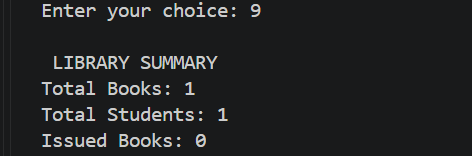 Enter your choice: 9
LIBRARY SUMMARY
Total Books: 1
Total Students: 1
Issued Books: 0